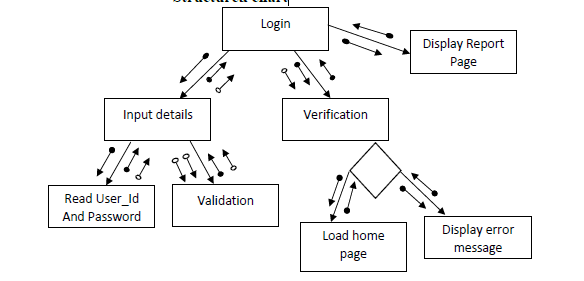 Structured chart
Login
Display Report
Page
Input details
Verification
Read User_Id
And Password
Validation
Load home
page
Display error
message